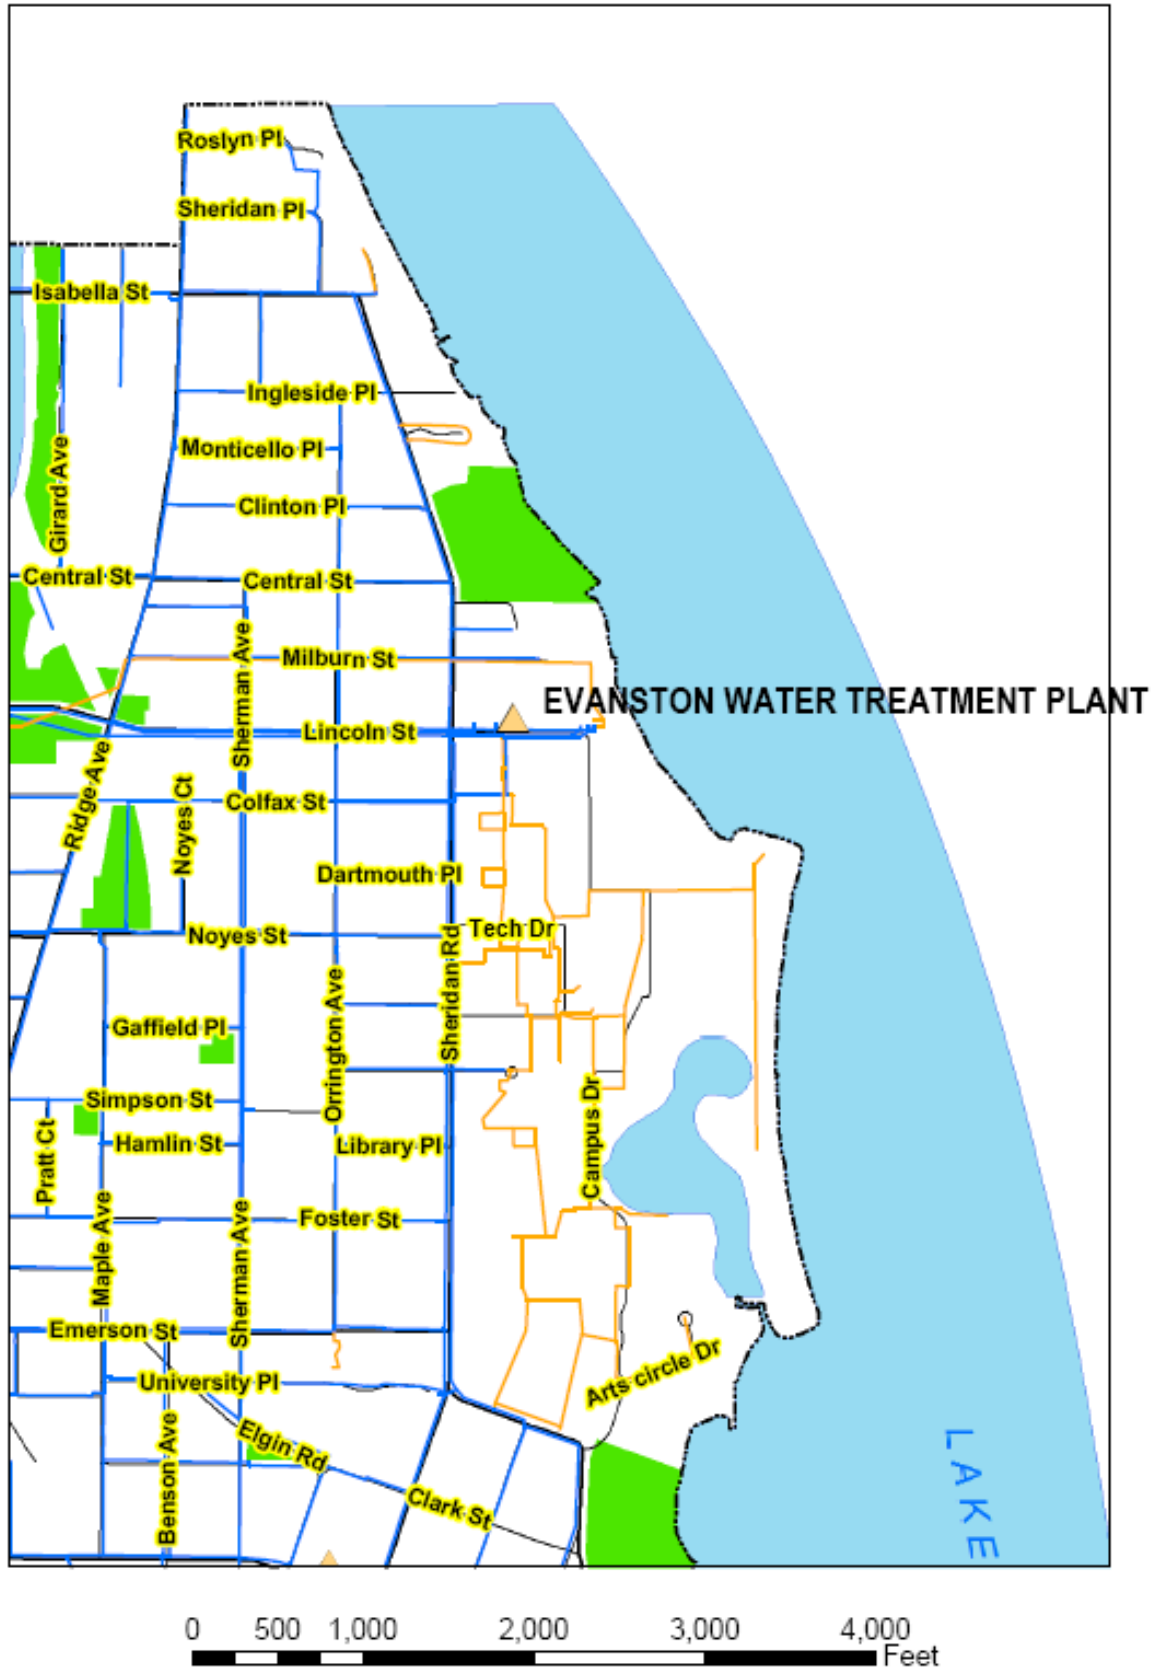 Roslyn Pl
Sheridan Pl
Isabella St
Ingleside Pl
Girard Ave
Monticello Pl
Clinton Pl
Central St
Central St
Sherman Ave
Milburn St
EVANSTON WATER TREATMENT PLANT
Lincoln St
Ridge Ave
Noyes Ct
Colfax St
Dartmouth Pl
Tech Dr
Noyes St
Sheridan Rd
Orrington Ave
Gaffield Pl
Campus Dr
Simpson St
Pratt Ct
Hamlin St
Library Pl
Maple Ave
Sherman Ave
Foster St
Emerson St
Arts circle Dr
University Pl
Benson Ave
Elgin Rd
Clark St
LAKE
0 500 1,000 2,000 3,000 4,000
Feet